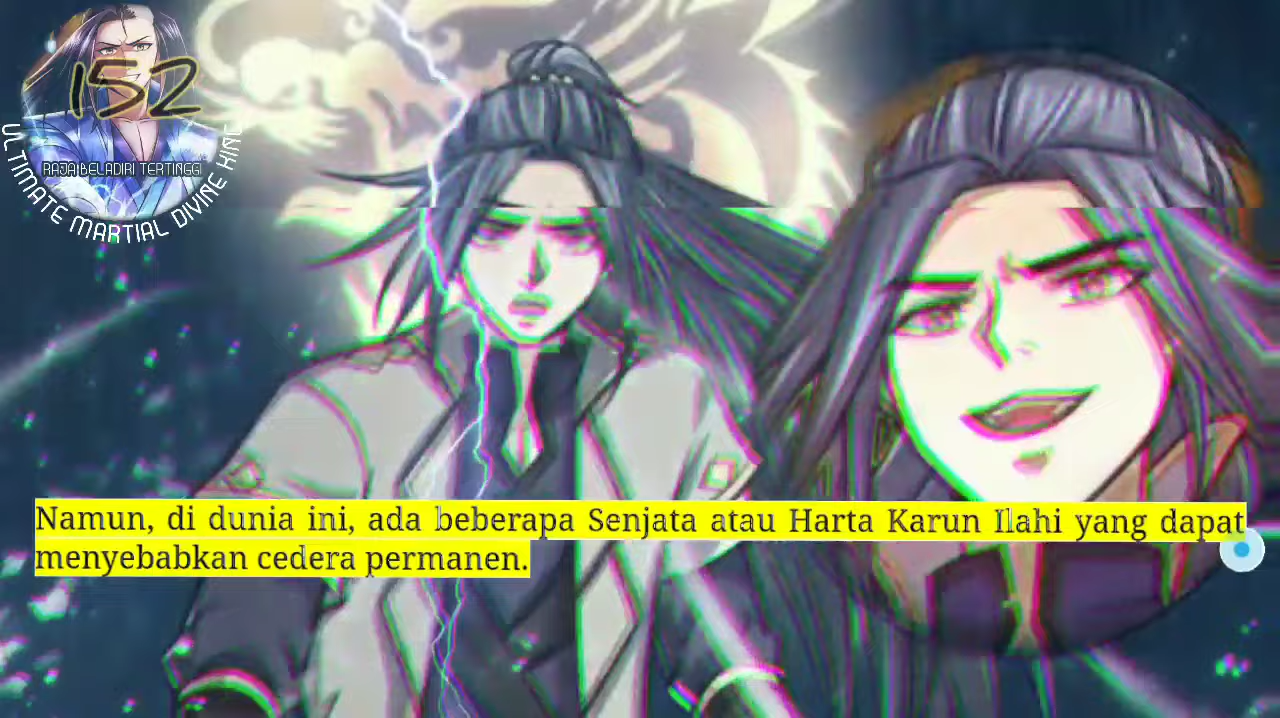 152
RAJA BELADIRI TERTINGGI
ULTIMATE MARTIAL DIVINE KING
Namun, di dunia ini, ada beberapa Senjata atau Harta Karun Ilahi yang dapat
menyebabkan cedera permanen.